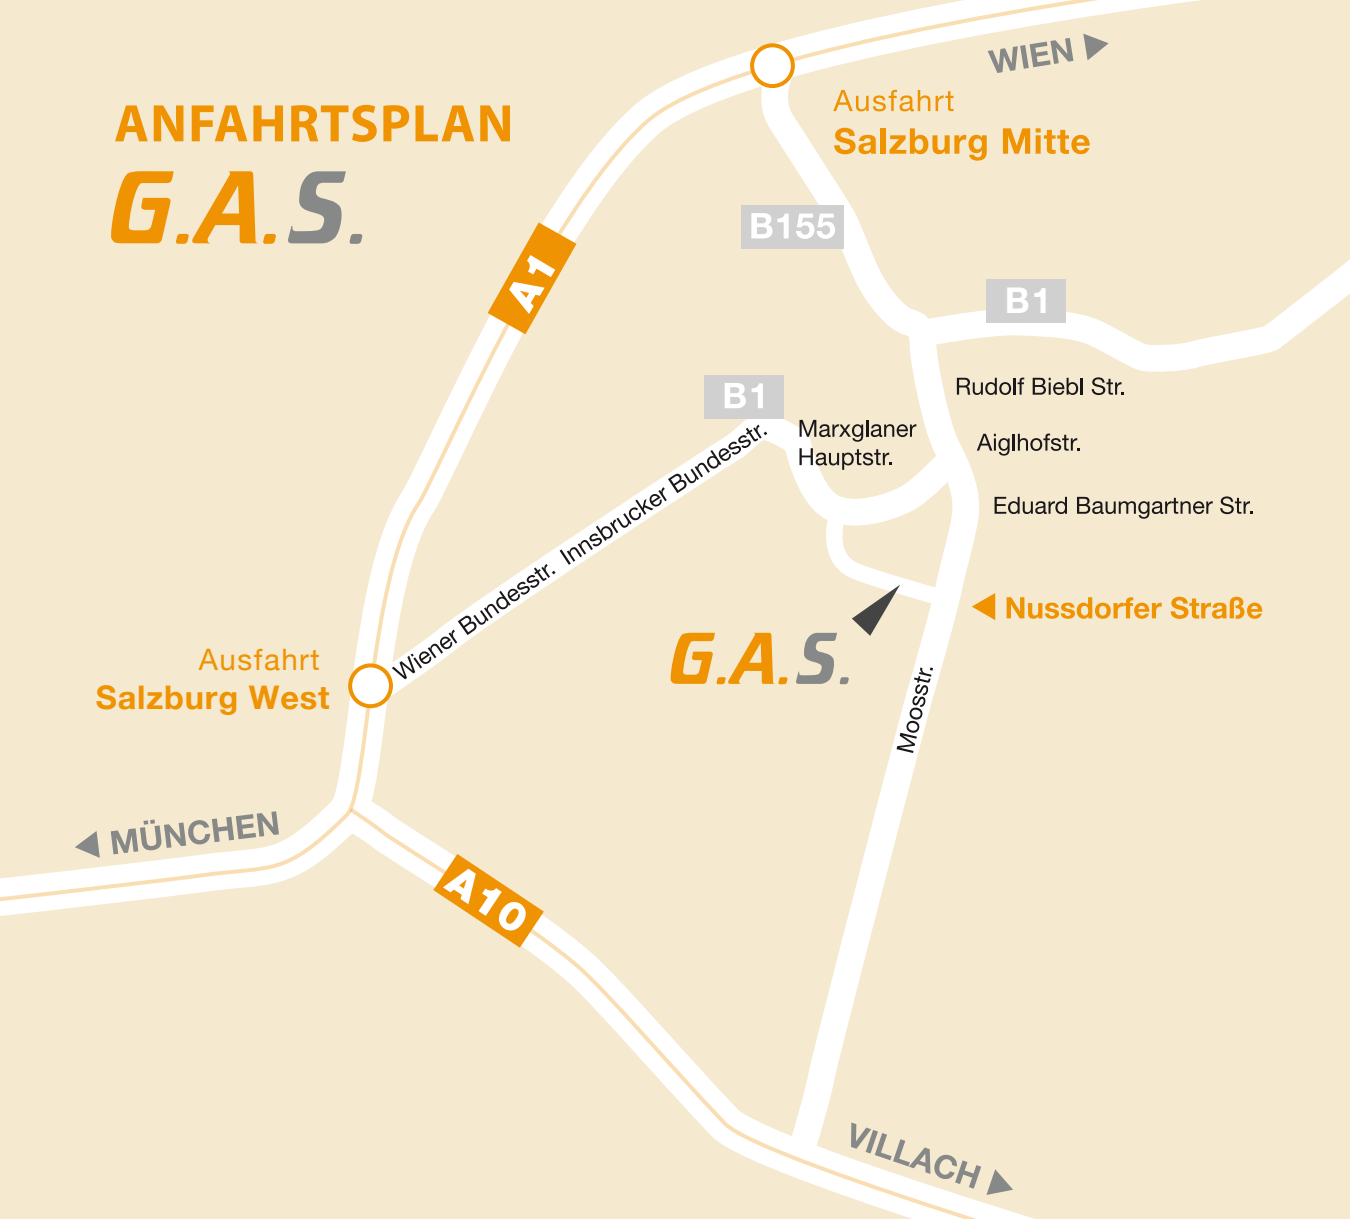 WIEN
ANFAHRTSPLAN
G.A.S.
Ausfahrt
Salzburg Mitte
B155
A1
B1
B1
Rudolf Biebl Str.
Marxglaner
Hauptstr.
Aiglhofstr.
Eduard Baumgartner Str.
Wiener Bundesstr. Innsbrucker Bundesstr.
Nussdorfer Straße
G.A.S.
Ausfahrt
Salzburg West
Moosstr.
MÜNCHEN
A10
VILLACH